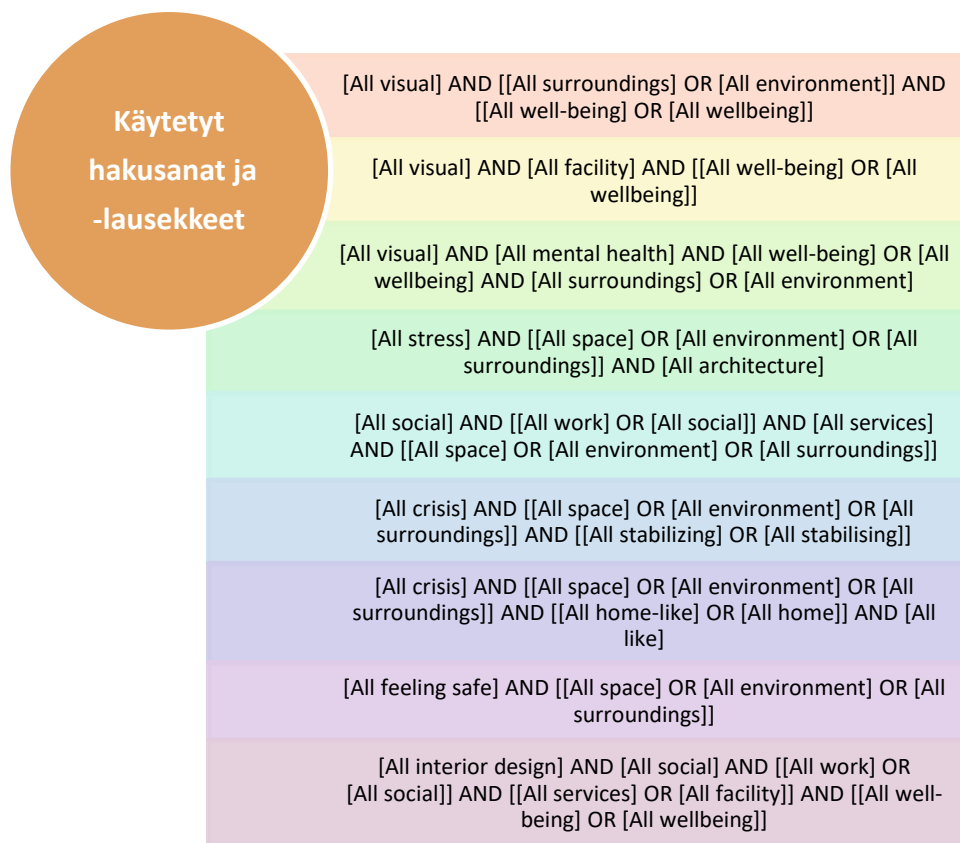 Käytetyt
hakusanat ja
-lausekkeet
[All visual] AND [[All surroundings] OR [All environment]] AND
[[All well-being] OR [All wellbeing]]
[All visual] AND [All facility] AND [[All well-being] OR [All
wellbeing]]
[All visual] AND [All mental health] AND [All well-being] OR [All
wellbeing] AND [All surroundings] OR [All environment]
[All stress] AND [[All space] OR [All environment] OR [All
surroundings]] AND [All architecture]
[All social] AND [[All work] OR [All social]] AND [All services]
AND [[All space] OR [All environment] OR [All surroundings]]
[All crisis] AND [[All space] OR [All environment] OR [All
surroundings]] AND [[All stabilizing] OR [All stabilising]]
[All crisis] AND [[All space] OR [All environment] OR [All
surroundings]] AND [[All home-like] OR [All home]] AND [All
like]
[All feeling safe] AND [[All space] OR [All environment] OR [All
surroundings]]
[All interior design] AND [All social] AND [[All work] OR
[All social]] AND [[All services] OR [All facility]] AND [[All well-
being] OR [All wellbeing]]